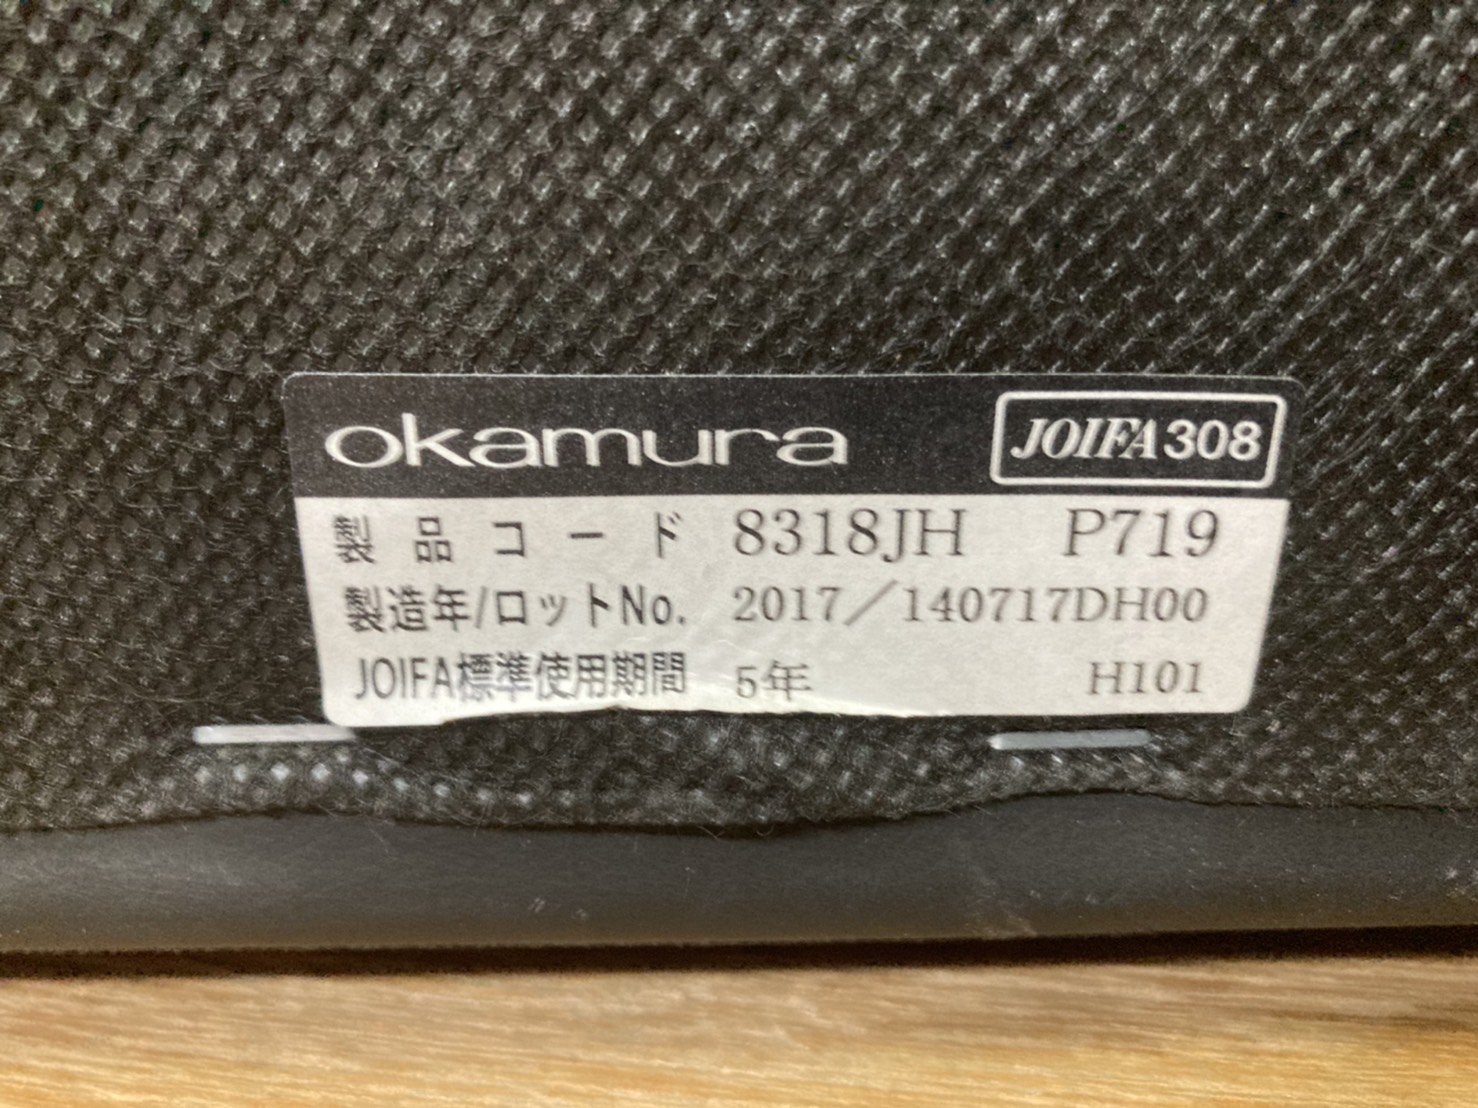 okamura JOIFA308
製品コード 8318JH P719
製造年/ロットNo. 2017／140717DH00
JOIFA標準使用期間 5年 H101